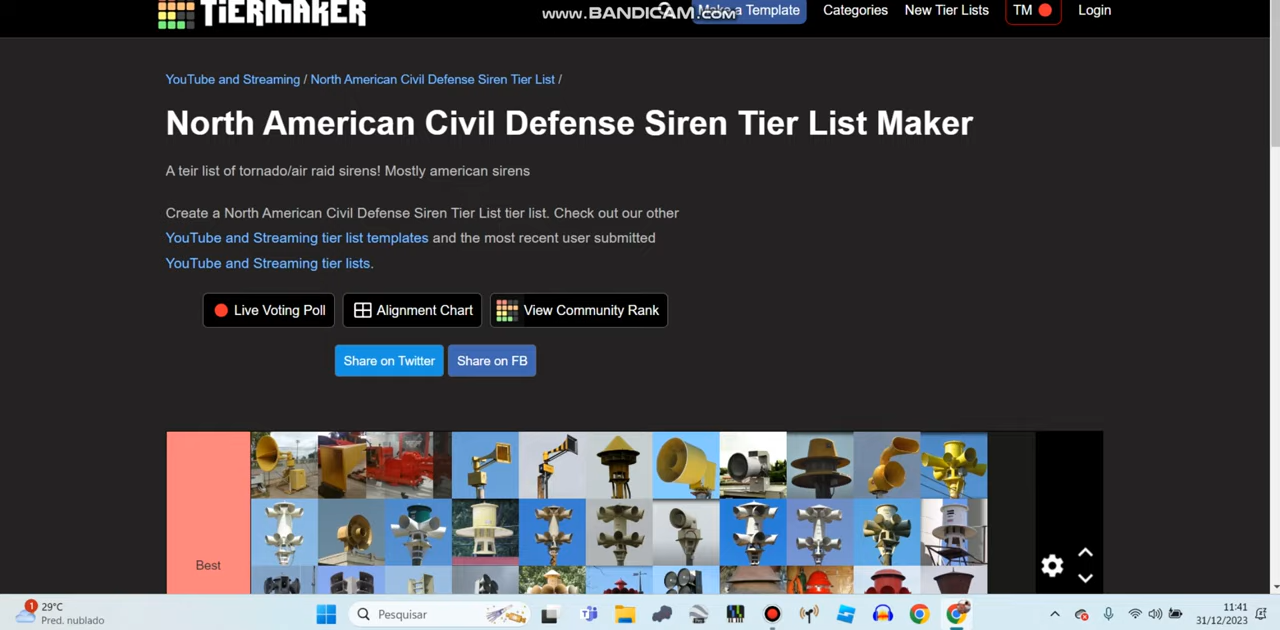 TIERMAKER
www.BANDICAM.com
Make a Template
Categories
New Tier Lists
TM
Login
YouTube and Streaming / North American Civil Defense Siren Tier List /
North American Civil Defense Siren Tier List Maker
A teir list of tornado/air raid sirens! Mostly american sirens
Create a North American Civil Defense Siren Tier List tier list. Check out our other
YouTube and Streaming tier list templates and the most recent user submitted
YouTube and Streaming tier lists.
Live Voting Poll
Alignment Chart
View Community Rank
Share on Twitter
Share on FB
Best
1
29°C
Pred. nublado
Pesquisar
11:41
31/12/2023